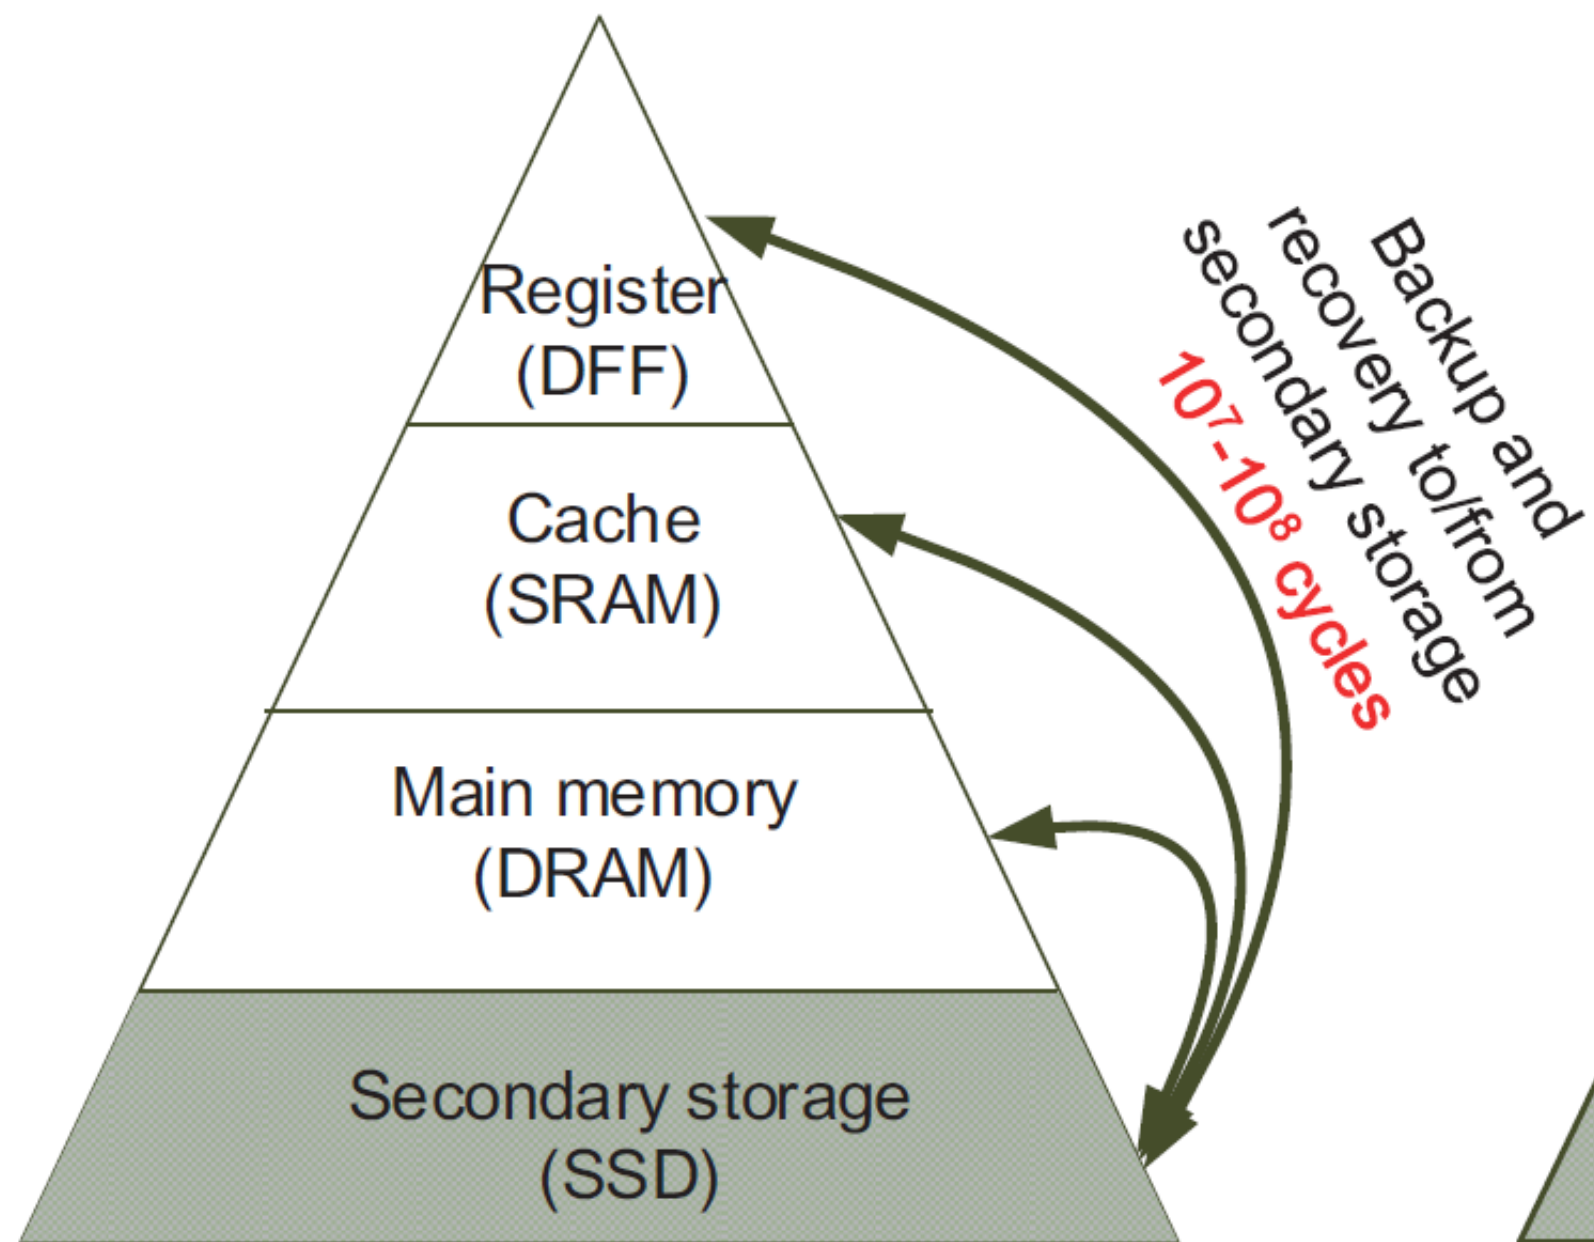 Register
(DFF)
Cache
(SRAM)
Main memory
(DRAM)
Secondary storage
(SSD)
Backup and
recovery to/from
secondary storage
10⁷-10⁸ cycles